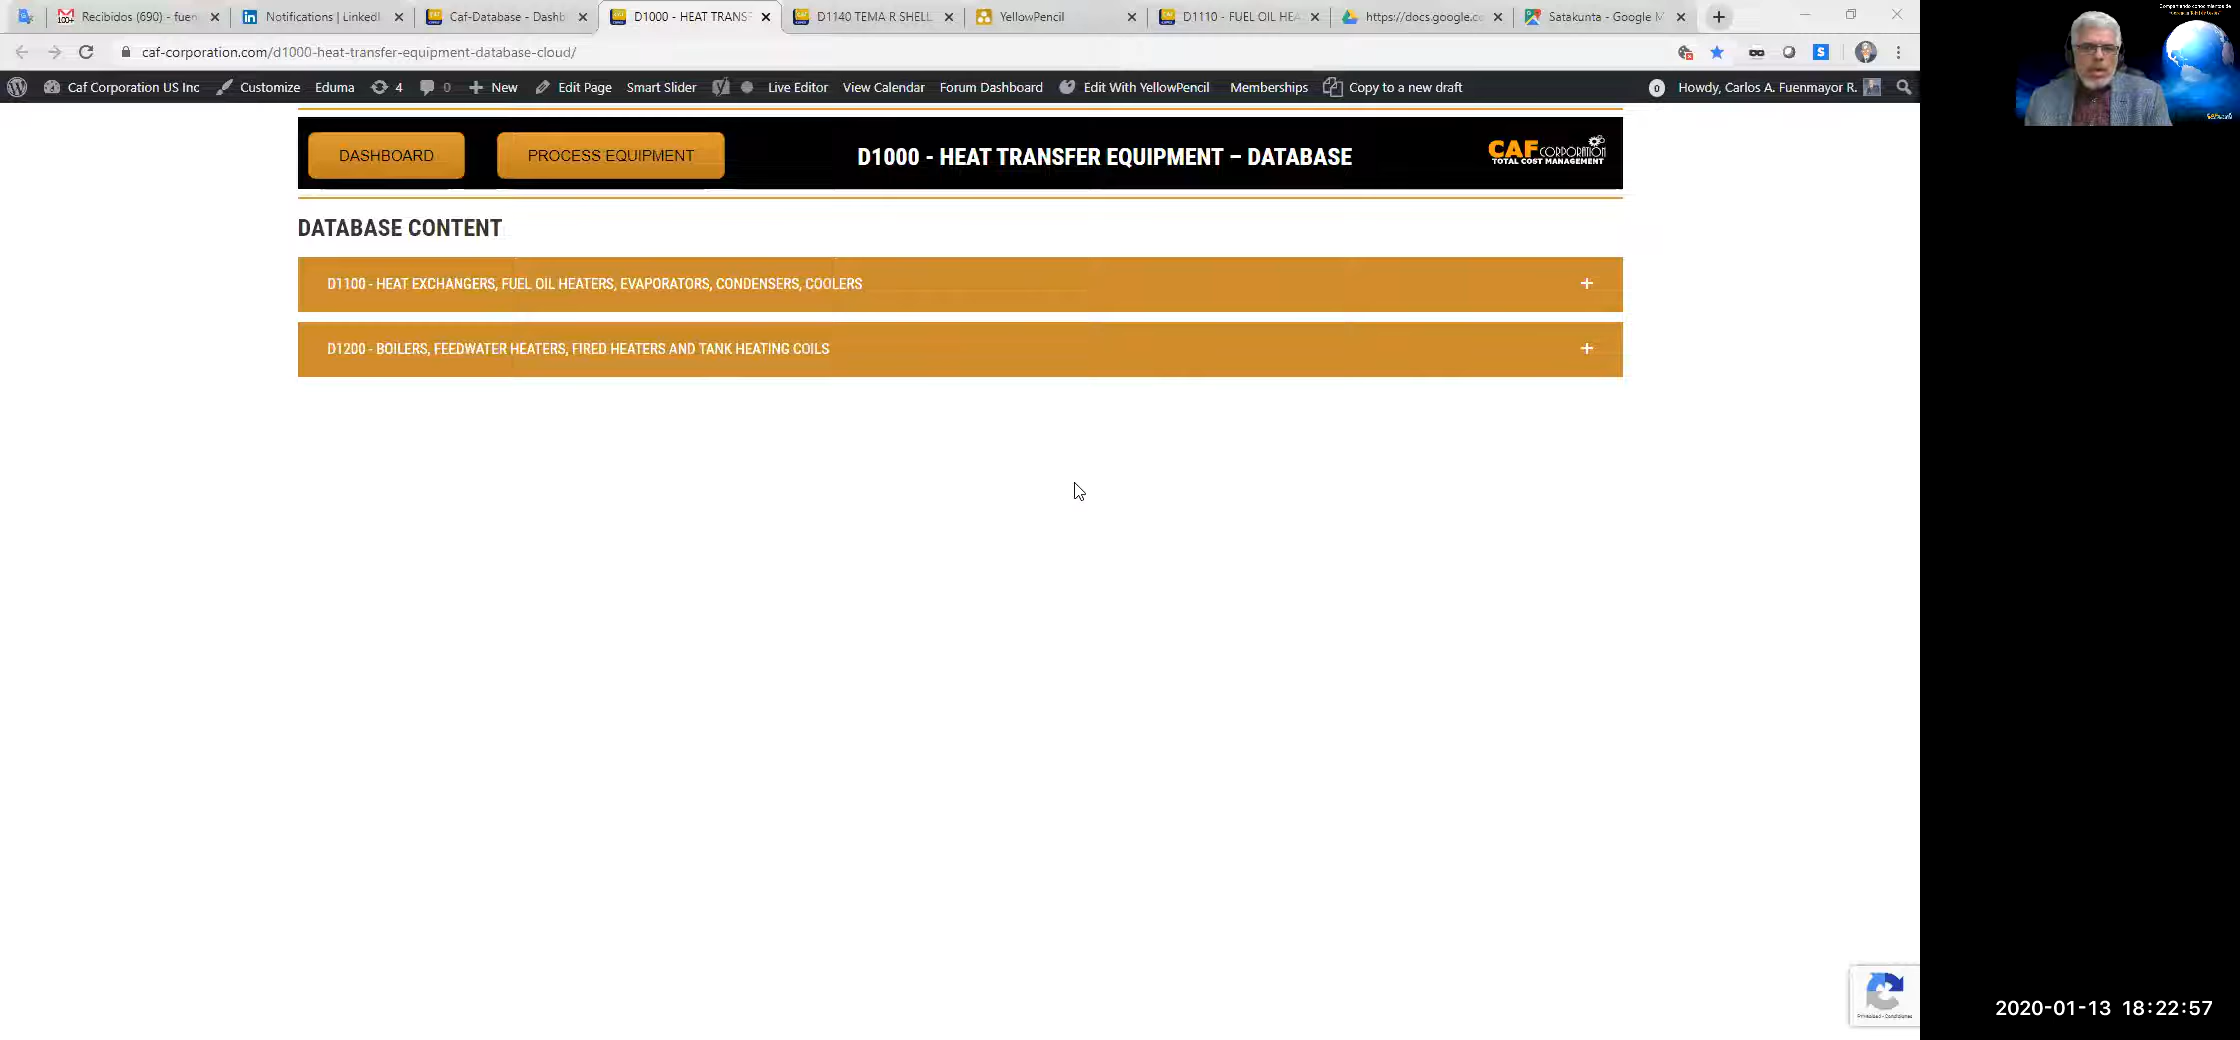 Recibidos (690) - fuen
Notifications | LinkedI
Caf-Database - Dashb
D1000 - HEAT TRANSF
D1140 TEMA R SHELL
YellowPencil
D1110 - FUEL OIL HEA
https://docs.google.co
Satakunta - Google M
caf-corporation.com/d1000-heat-transfer-equipment-database-cloud/
Caf Corporation US Inc
Customize
Eduma
4
0
New
Edit Page
Smart Slider
Live Editor
View Calendar
Forum Dashboard
Edit With YellowPencil
Memberships
Copy to a new draft
0
Howdy, Carlos A. Fuenmayor R.
DASHBOARD
PROCESS EQUIPMENT
D1000 - HEAT TRANSFER EQUIPMENT – DATABASE
CAF CORPORATION
TOTAL COST MANAGEMENT
DATABASE CONTENT
D1100 - HEAT EXCHANGERS, FUEL OIL HEATERS, EVAPORATORS, CONDENSERS, COOLERS
+
D1200 - BOILERS, FEEDWATER HEATERS, FIRED HEATERS AND TANK HEATING COILS
+
Privacidad - Condiciones
2020-01-13 18:22:57